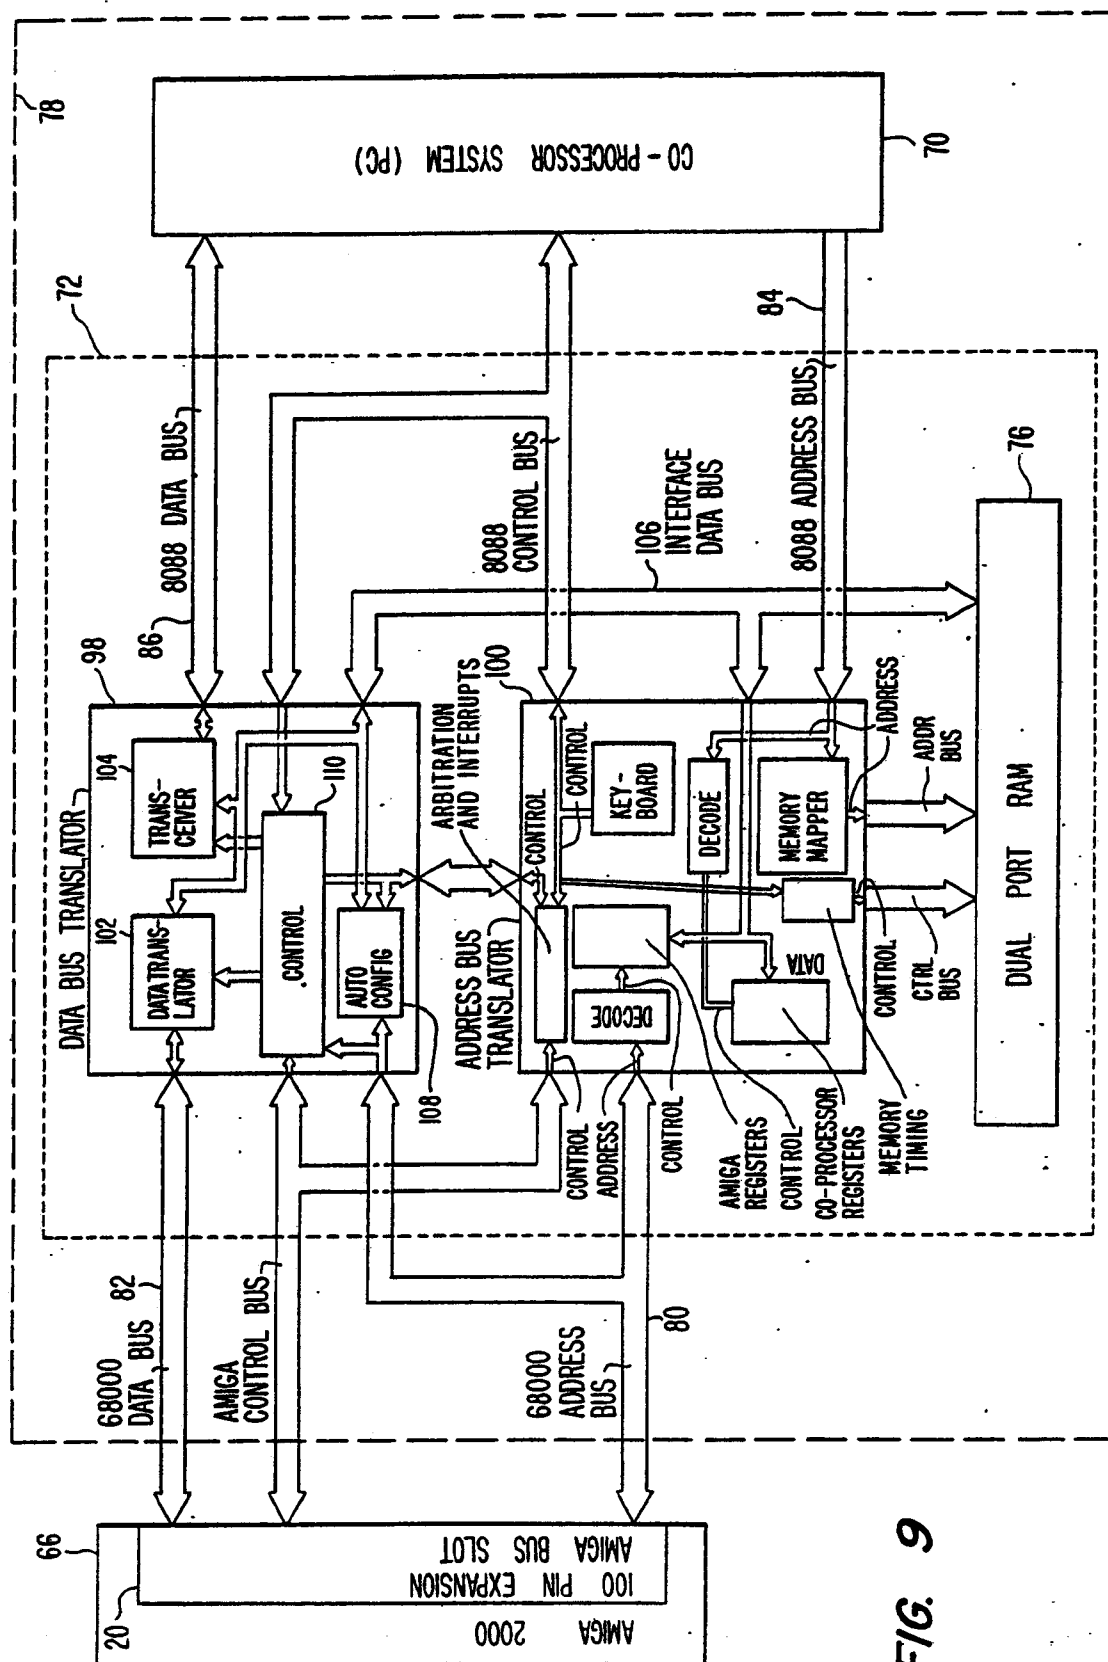 78
CO-PROCESSOR SYSTEM (PC)
70
72
84
86
8088 DATA BUS
8088
CONTROL BUS
106
INTERFACE
DATA BUS
8088 ADDRESS BUS
76
DATA BUS TRANSLATOR
98
104
TRANS-
CEIVER
102
DATA TRANS-
LATOR
110
CONTROL
AUTO
CONFIG
108
ADDRESS BUS
TRANSLATOR
ARBITRATION
AND INTERRUPTS
100
CONTROL
CONTROL
KEY-
BOARD
DECODE
MEMORY
MAPPER
ADDRESS
ADDR
BUS
DECODE
DATA
CONTROL
CTRL
BUS
DUAL PORT RAM
CONTROL
ADDRESS
CONTROL
AMIGA
REGISTERS
CONTROL
CO-PROCESSOR
REGISTERS
MEMORY
TIMING
82
68000
DATA BUS
AMIGA
CONTROL BUS
68000
ADDRESS
BUS
80
66
20
AMIGA 2000
100 PIN EXPANSION
AMIGA BUS SLOT
FIG. 9